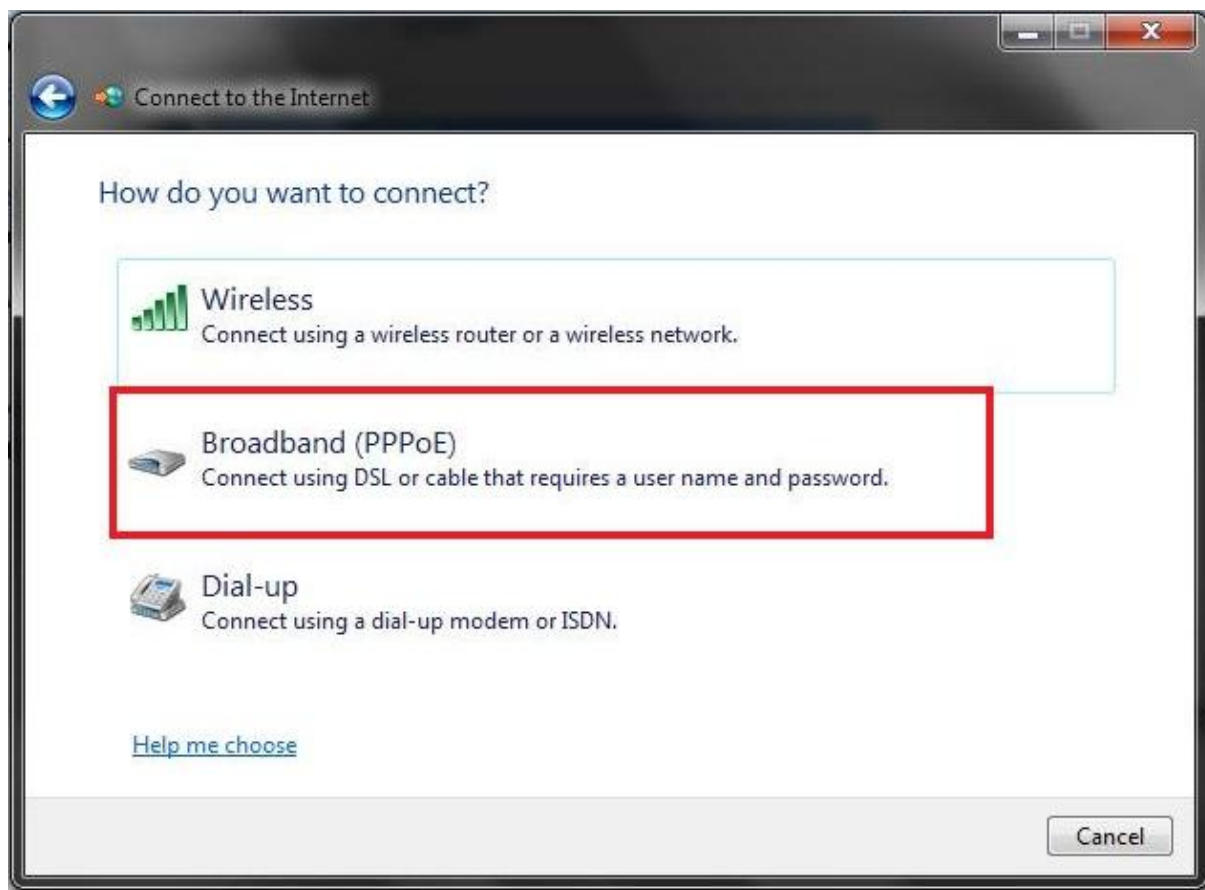 Connect to the Internet
How do you want to connect?
Wireless
Connect using a wireless router or a wireless network.
Broadband (PPPoE)
Connect using DSL or cable that requires a user name and password.
Dial-up
Connect using a dial-up modem or ISDN.
Help me choose
Cancel